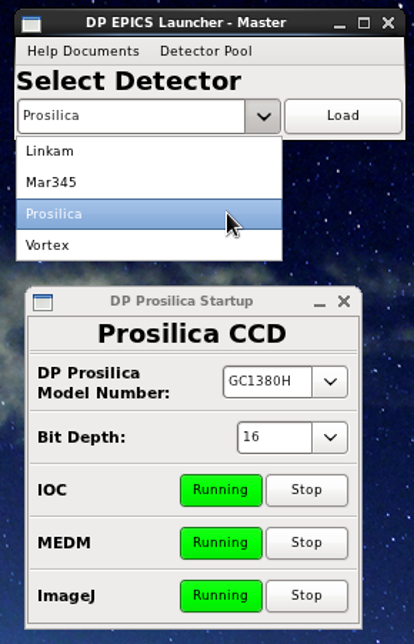 DP EPICS Launcher - Master
Help Documents Detector Pool
Select Detector
Prosilica Load
Linkam
Mar345
Prosilica
Vortex
DP Prosilica Startup
Prosilica CCD
DP Prosilica
Model Number:
GC1380H
Bit Depth: 16
IOC Running Stop
MEDM Running Stop
ImageJ Running Stop